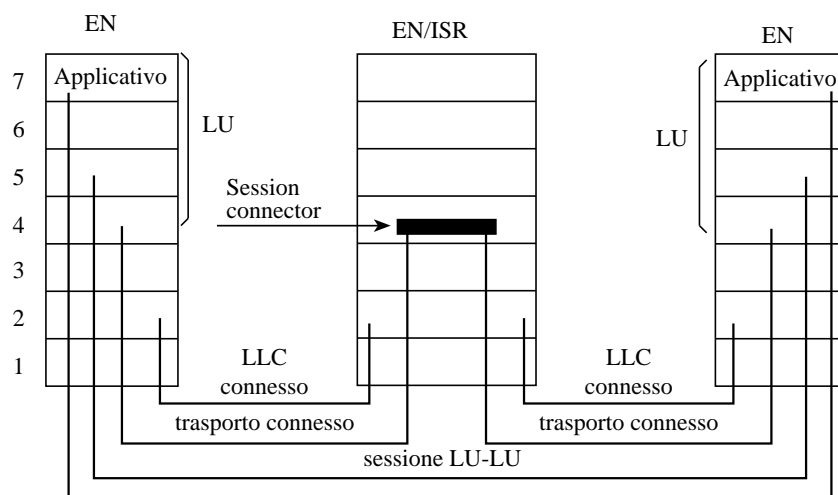 EN
EN/ISR
EN
7
Applicativo
Applicativo
6
LU
LU
5
Session
connector
4
3
2
1
LLC
connesso
LLC
connesso
trasporto connesso
trasporto connesso
sessione LU-LU